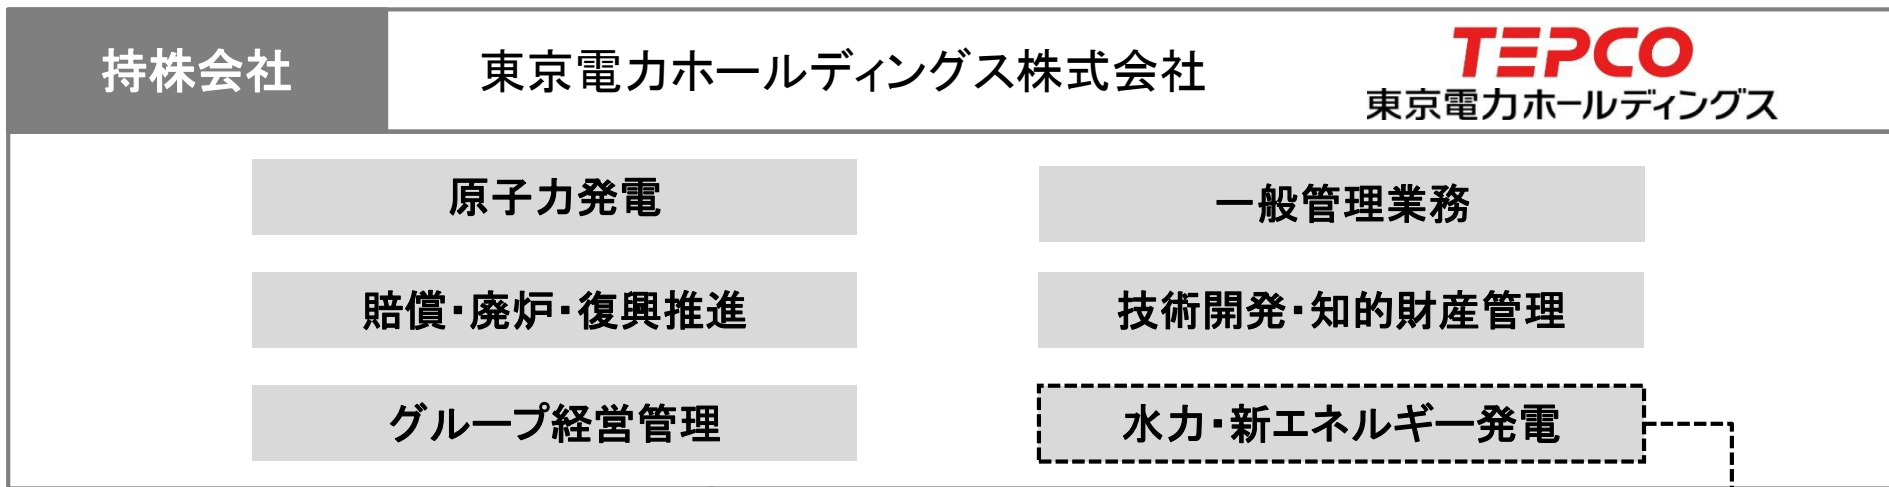 持株会社
東京電力ホールディングス株式会社
TEPCO
東京電力ホールディングス
原子力発電
一般管理業務
賠償・廃炉・復興推進
技術開発・知的財産管理
グループ経営管理
水力・新エネルギー発電